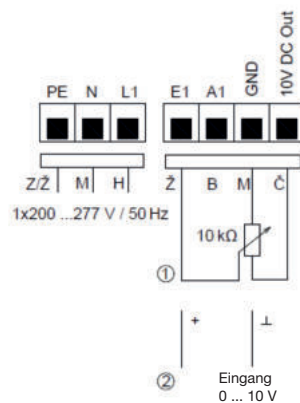 PE N L1 E1 A1 GND 10V DC Out
Z/Ž M H Ž B M Č
1x200 ...277 V / 50 Hz
10 kΩ
①
+ ⊥
②
Eingang
0 ... 10 V